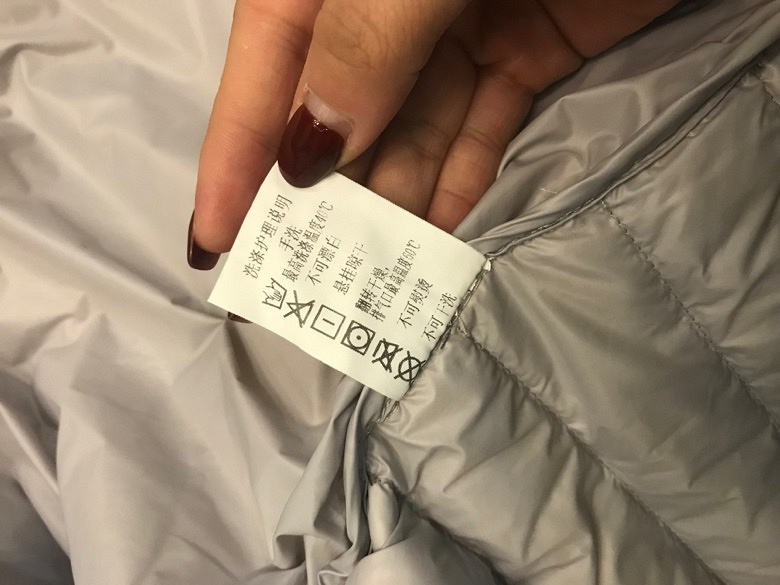 洗涤护理说明
手洗
最高洗涤温度40℃
不可漂白
悬挂晾干
翻转干燥,
排气口最高温度60℃
不可熨烫
不可干洗